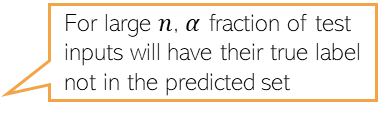 For large n, α fraction of test
inputs will have their true label
not in the predicted set